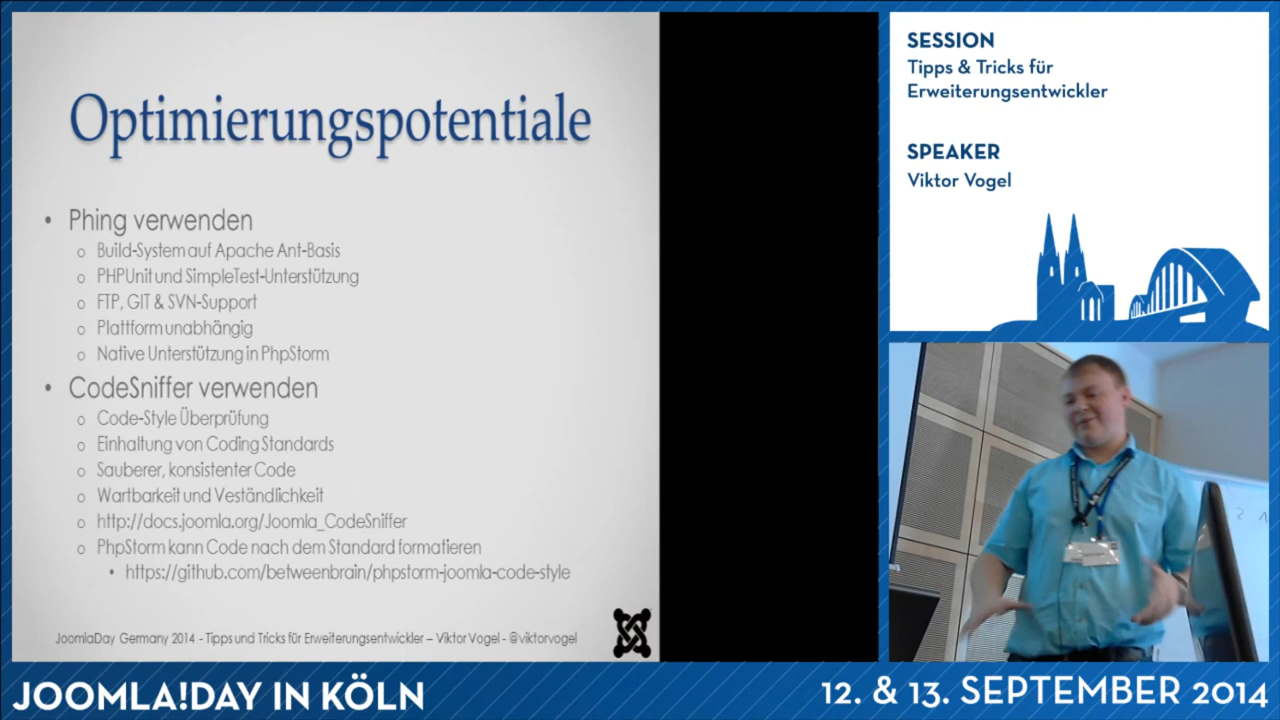 Optimierungspotentiale
• Phing verwenden
o Build-System auf Apache Ant-Basis
o PHPUnit und SimpleTest-Unterstützung
o FTP, GIT & SVN-Support
o Plattformunabhängig
o Native Unterstützung in PhpStorm
• CodeSniffer verwenden
o Code-Style Überprüfung
o Einhaltung von Coding Standards
o Sauberer, konsistenter Code
o Wartbarkeit und Veständlichkeit
o http://docs.joomla.org/Joomla_CodeSniffer
o PhpStorm kann Code nach dem Standard formatieren
• https://github.com/betweenbrain/phpstorm-joomla-code-style
JoomlaDay Germany 2014 - Tipps und Tricks für Erweiterungsentwickler – Viktor Vogel - @viktorvogel
SESSION
Tipps & Tricks für
Erweiterungsentwickler
SPEAKER
Viktor Vogel
JOOMLA!DAY IN KÖLN
12. & 13. SEPTEMBER 2014